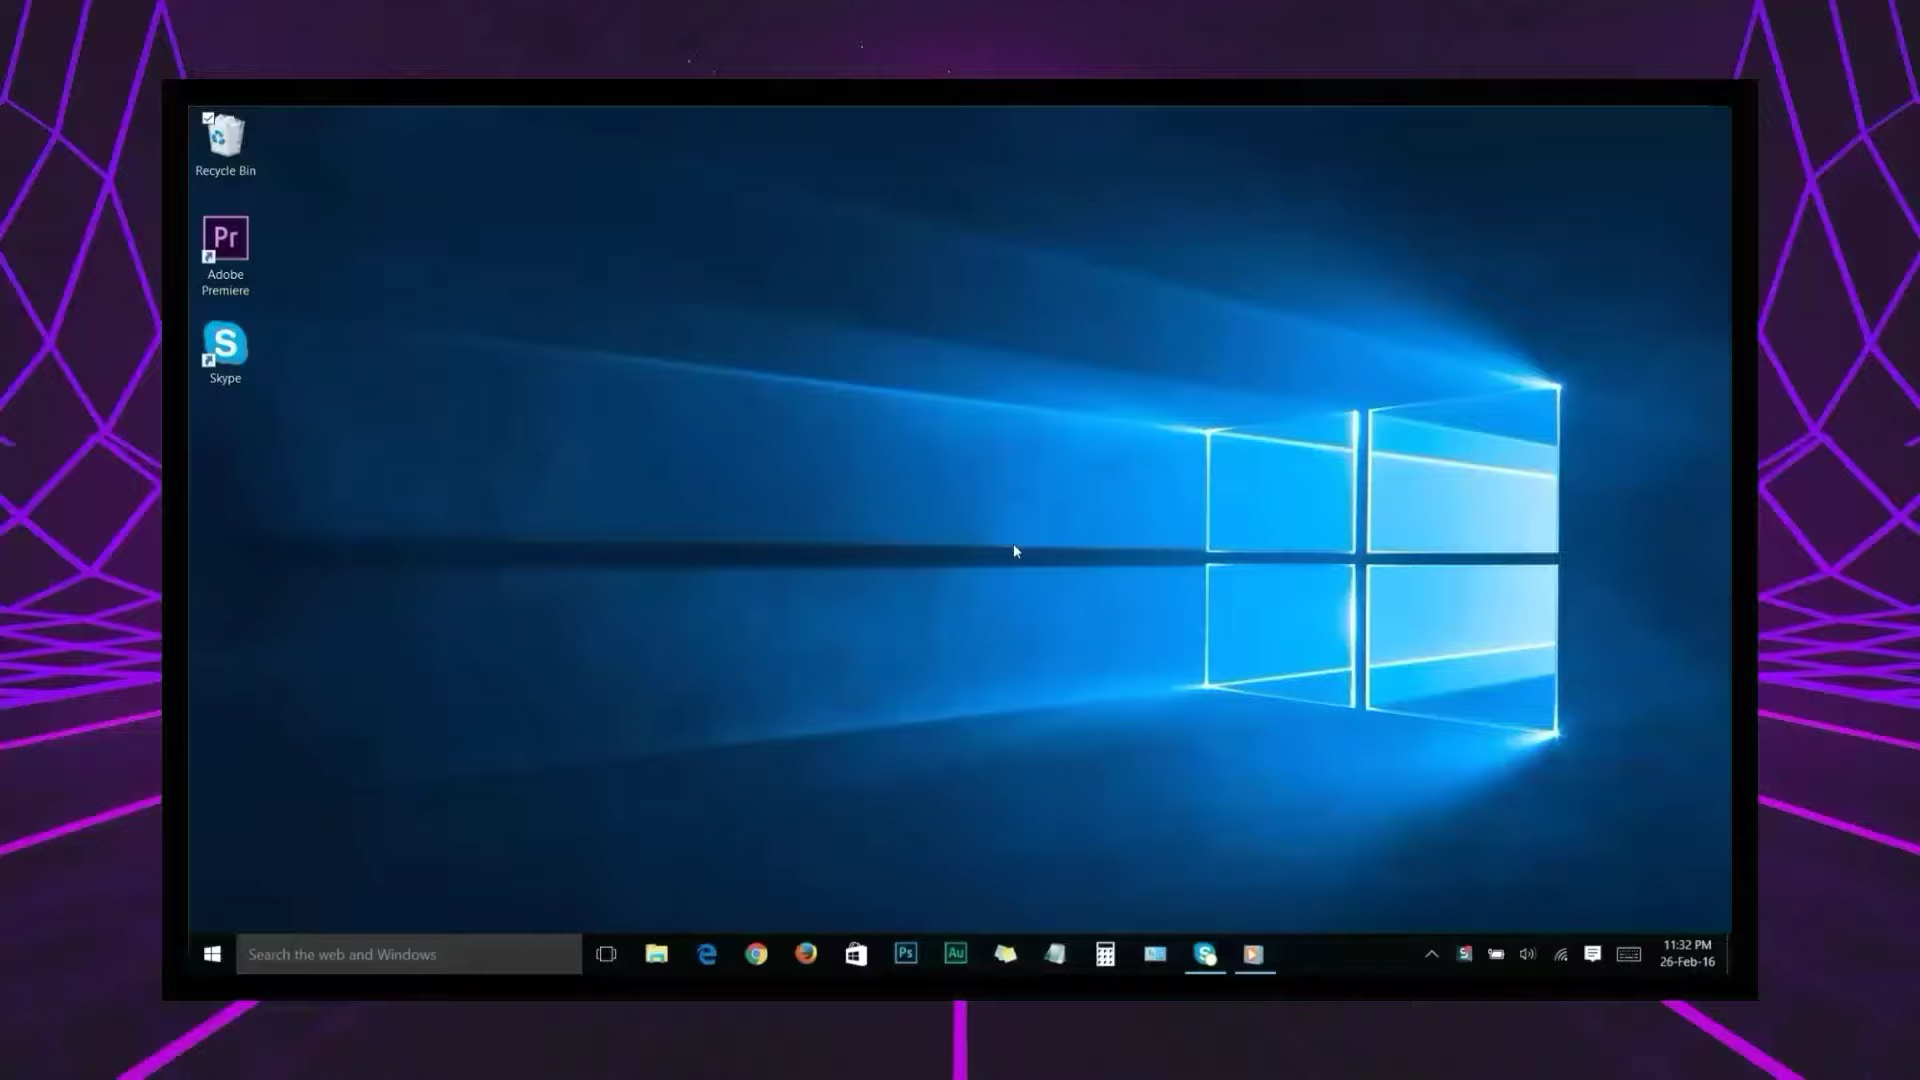 Recycle Bin
Pr
Adobe
Premiere
S
Skype
Search the web and Windows
Ps
Au
S
11:32 PM
26-Feb-16